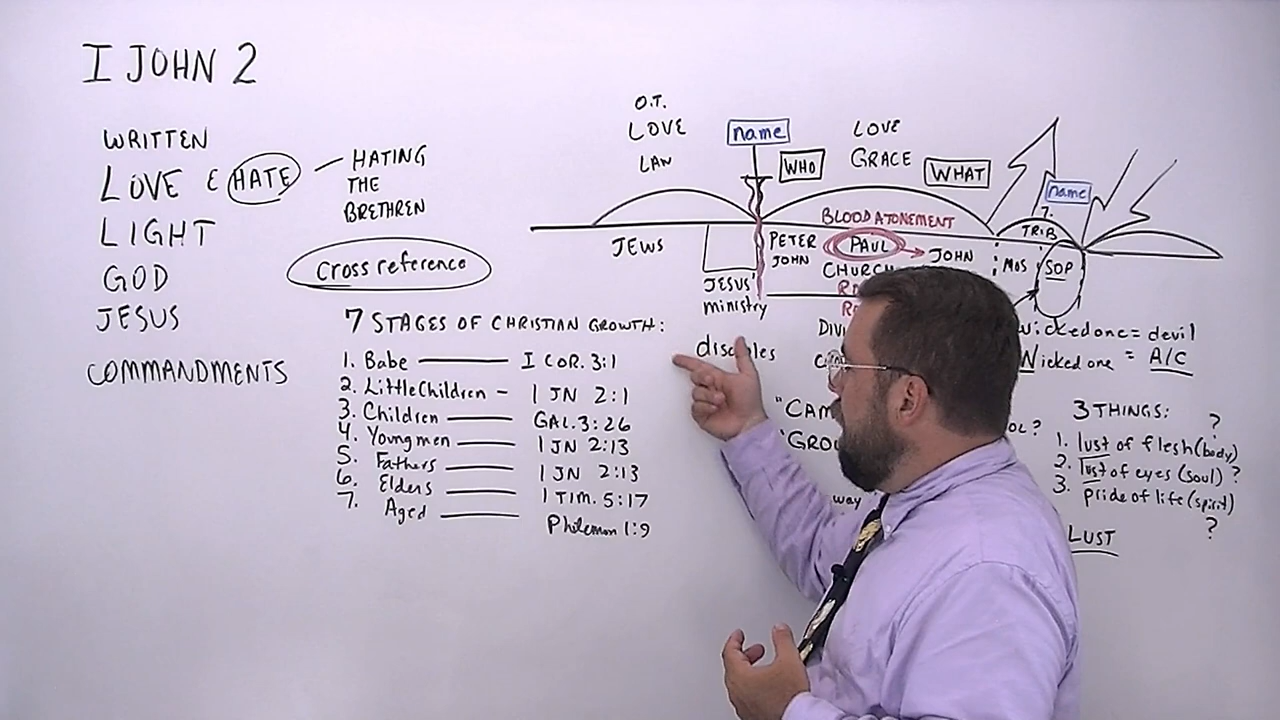 I JOHN 2
WRITTEN
LOVE & HATE
HATING
THE
BRETHREN
LIGHT
GOD
JESUS
COMMANDMENTS
Cross reference
7 STAGES OF CHRISTIAN GROWTH:
1. Babe I COR. 3:1
2. Little Children - 1 JN 2:1
3. Children GAL. 3:26
4. Young men 1 JN 2:13
5. Fathers 1 JN 2:13
6. Elders 1 TIM. 5:17
7. Aged Philemon 1:9
O.T.
LOVE
LAW
name
WHO
LOVE
GRACE
WHAT
name
7.
TRIB
BLOOD ATONEMENT
JEWS
JESUS'
ministry
disciples
PETER
JOHN
PAUL
JOHN
CHURCH
MOS
SOP
wicked one = devil
Wicked one = A/C
3 THINGS:
?
1. lust of flesh (body)
2. lust of eyes (soul) ?
3. pride of life (spirit)
?
LUST
way